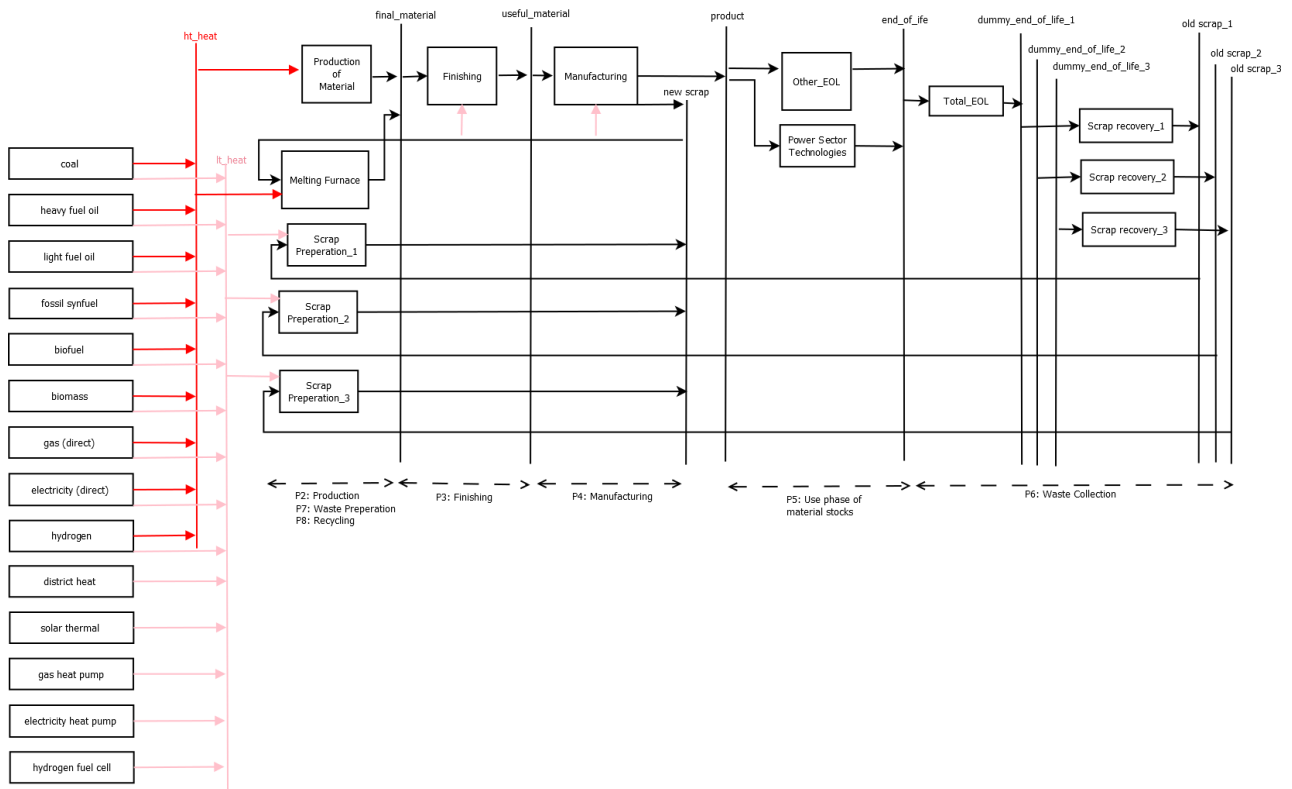 final_material
useful_material
product
end_of_ife
dummy_end_of_life_1
old scrap_1
ht_heat
dummy_end_of_life_2
old scrap_2
dummy_end_of_life_3
old scrap_3
Production
of
Material
Finishing
Manufacturing
Other_EOL
new scrap
Total_EOL
Scrap recovery_1
Power Sector
Technologies
coal
lt_heat
Melting Furnace
Scrap recovery_2
heavy fuel oil
Scrap recovery_3
light fuel oil
Scrap
Preperation_1
fossil synfuel
Scrap
Preperation_2
biofuel
biomass
Scrap
Preperation_3
gas (direct)
electricity (direct)
P2: Production
P7: Waste Preperation
P8: Recycling
P3: Finishing
P4: Manufacturing
P5: Use phase of
material stocks
P6: Waste Collection
hydrogen
district heat
solar thermal
gas heat pump
electricity heat pump
hydrogen fuel cell